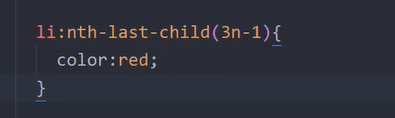 li:nth-last-child(3n-1){
  color:red;
}